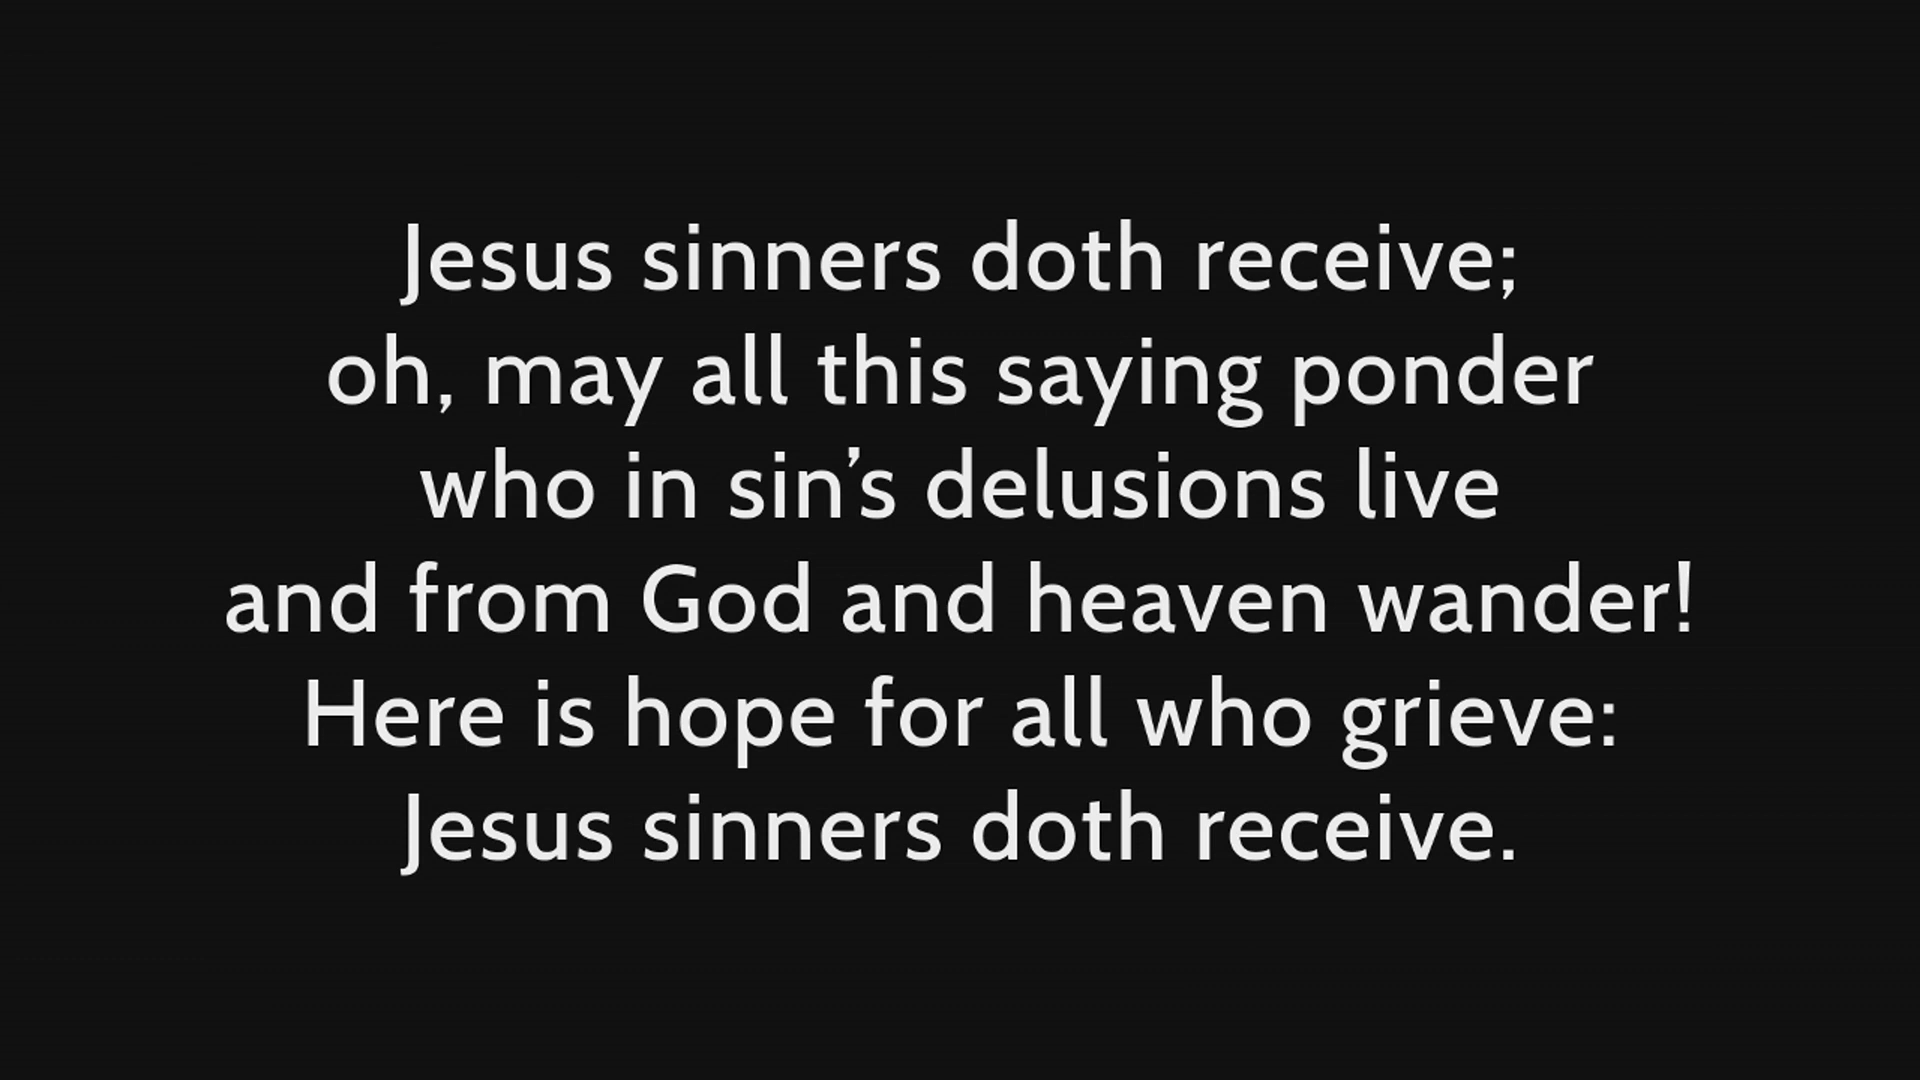 Jesus sinners doth receive;
oh, may all this saying ponder
who in sin’s delusions live
and from God and heaven wander!
Here is hope for all who grieve:
Jesus sinners doth receive.